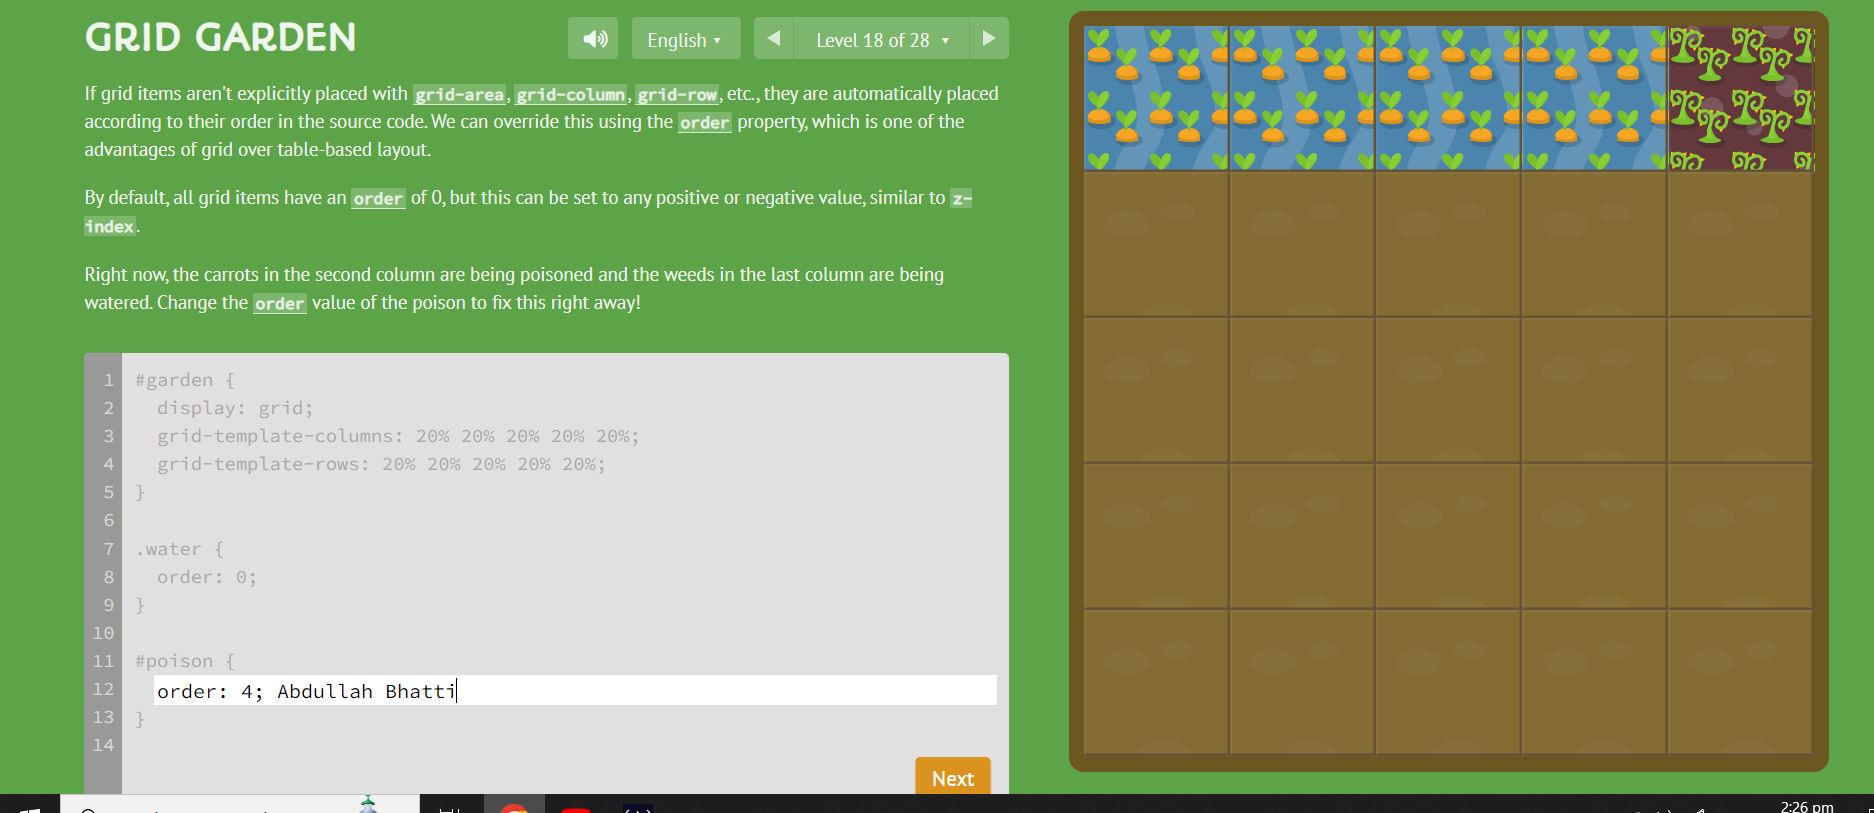 GRID GARDEN
English ▾
◀ Level 18 of 28 ▾ ▶
If grid items aren't explicitly placed with grid-area, grid-column, grid-row, etc., they are automatically placed
according to their order in the source code. We can override this using the order property, which is one of the
advantages of grid over table-based layout.
By default, all grid items have an order of 0, but this can be set to any positive or negative value, similar to z-
index.
Right now, the carrots in the second column are being poisoned and the weeds in the last column are being
watered. Change the order value of the poison to fix this right away!
1 #garden {
2 display: grid;
3 grid-template-columns: 20% 20% 20% 20% 20%;
4 grid-template-rows: 20% 20% 20% 20% 20%;
5 }
6
7 .water {
8 order: 0;
9 }
10
11 #poison {
12 order: 4; Abdullah Bhatti
13 }
14
Next
2:26 pm